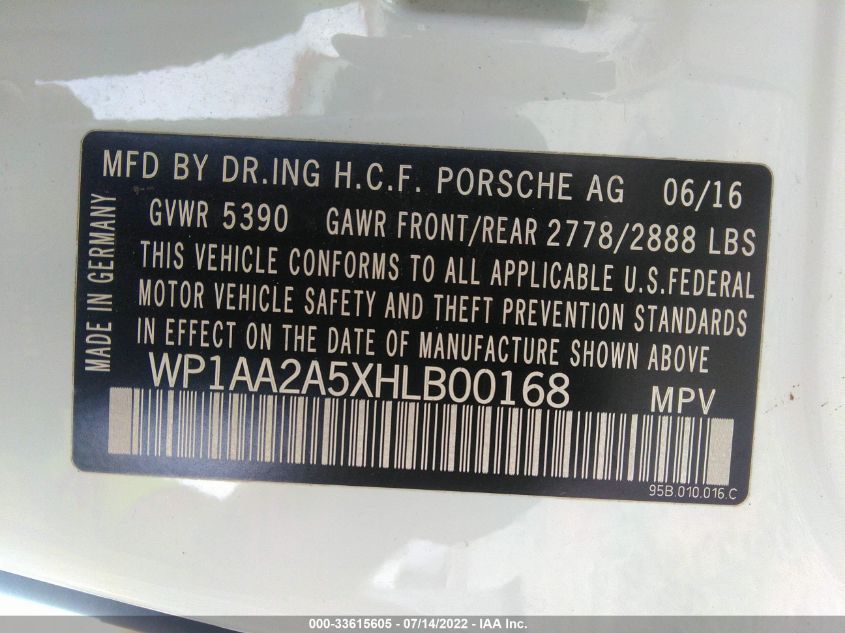 MFD BY DR.ING H.C.F. PORSCHE AG 06/16
GVWR 5390 GAWR FRONT/REAR 2778/2888 LBS
THIS VEHICLE CONFORMS TO ALL APPLICABLE U.S.FEDERAL
MOTOR VEHICLE SAFETY AND THEFT PREVENTION STANDARDS
IN EFFECT ON THE DATE OF MANUFACTURE SHOWN ABOVE
MADE IN GERMANY
WP1AA2A5XHLB00168 MPV
95B.010.016.C
000-33615605 - 07/14/2022 - IAA Inc.